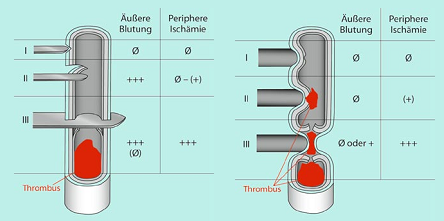 Äußere Periphere
Blutung Ischämie
I Ø Ø
II +++ Ø – (+)
III +++ +++
(Ø)
Thrombus
Äußere Periphere
Blutung Ischämie
I Ø Ø
II Ø (+)
III Ø oder + +++
Thrombus